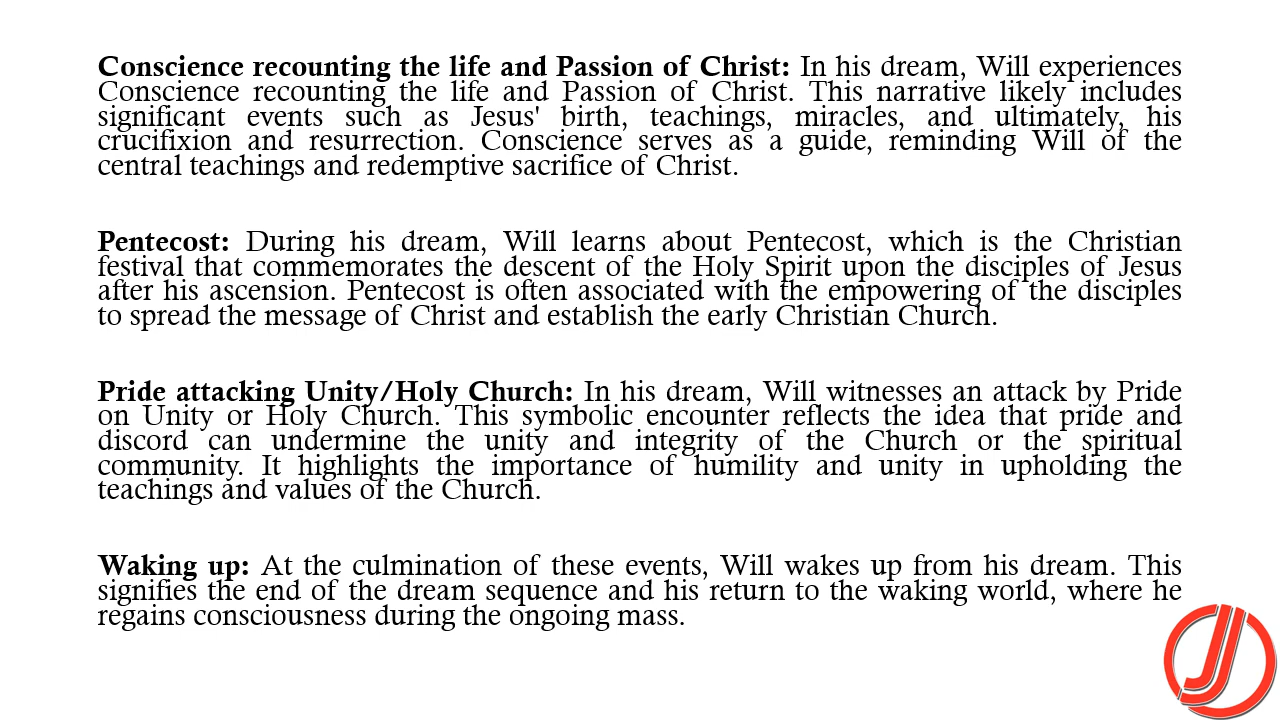 Conscience recounting the life and Passion of Christ: In his dream, Will experiences
Conscience recounting the life and Passion of Christ. This narrative likely includes
significant events such as Jesus' birth, teachings, miracles, and ultimately, his
crucifixion and resurrection. Conscience serves as a guide, reminding Will of the
central teachings and redemptive sacrifice of Christ.
Pentecost: During his dream, Will learns about Pentecost, which is the Christian
festival that commemorates the descent of the Holy Spirit upon the disciples of Jesus
after his ascension. Pentecost is often associated with the empowering of the disciples
to spread the message of Christ and establish the early Christian Church.
Pride attacking Unity/Holy Church: In his dream, Will witnesses an attack by Pride
on Unity or Holy Church. This symbolic encounter reflects the idea that pride and
discord can undermine the unity and integrity of the Church or the spiritual
community. It highlights the importance of humility and unity in upholding the
teachings and values of the Church.
Waking up: At the culmination of these events, Will wakes up from his dream. This
signifies the end of the dream sequence and his return to the waking world, where he
regains consciousness during the ongoing mass.